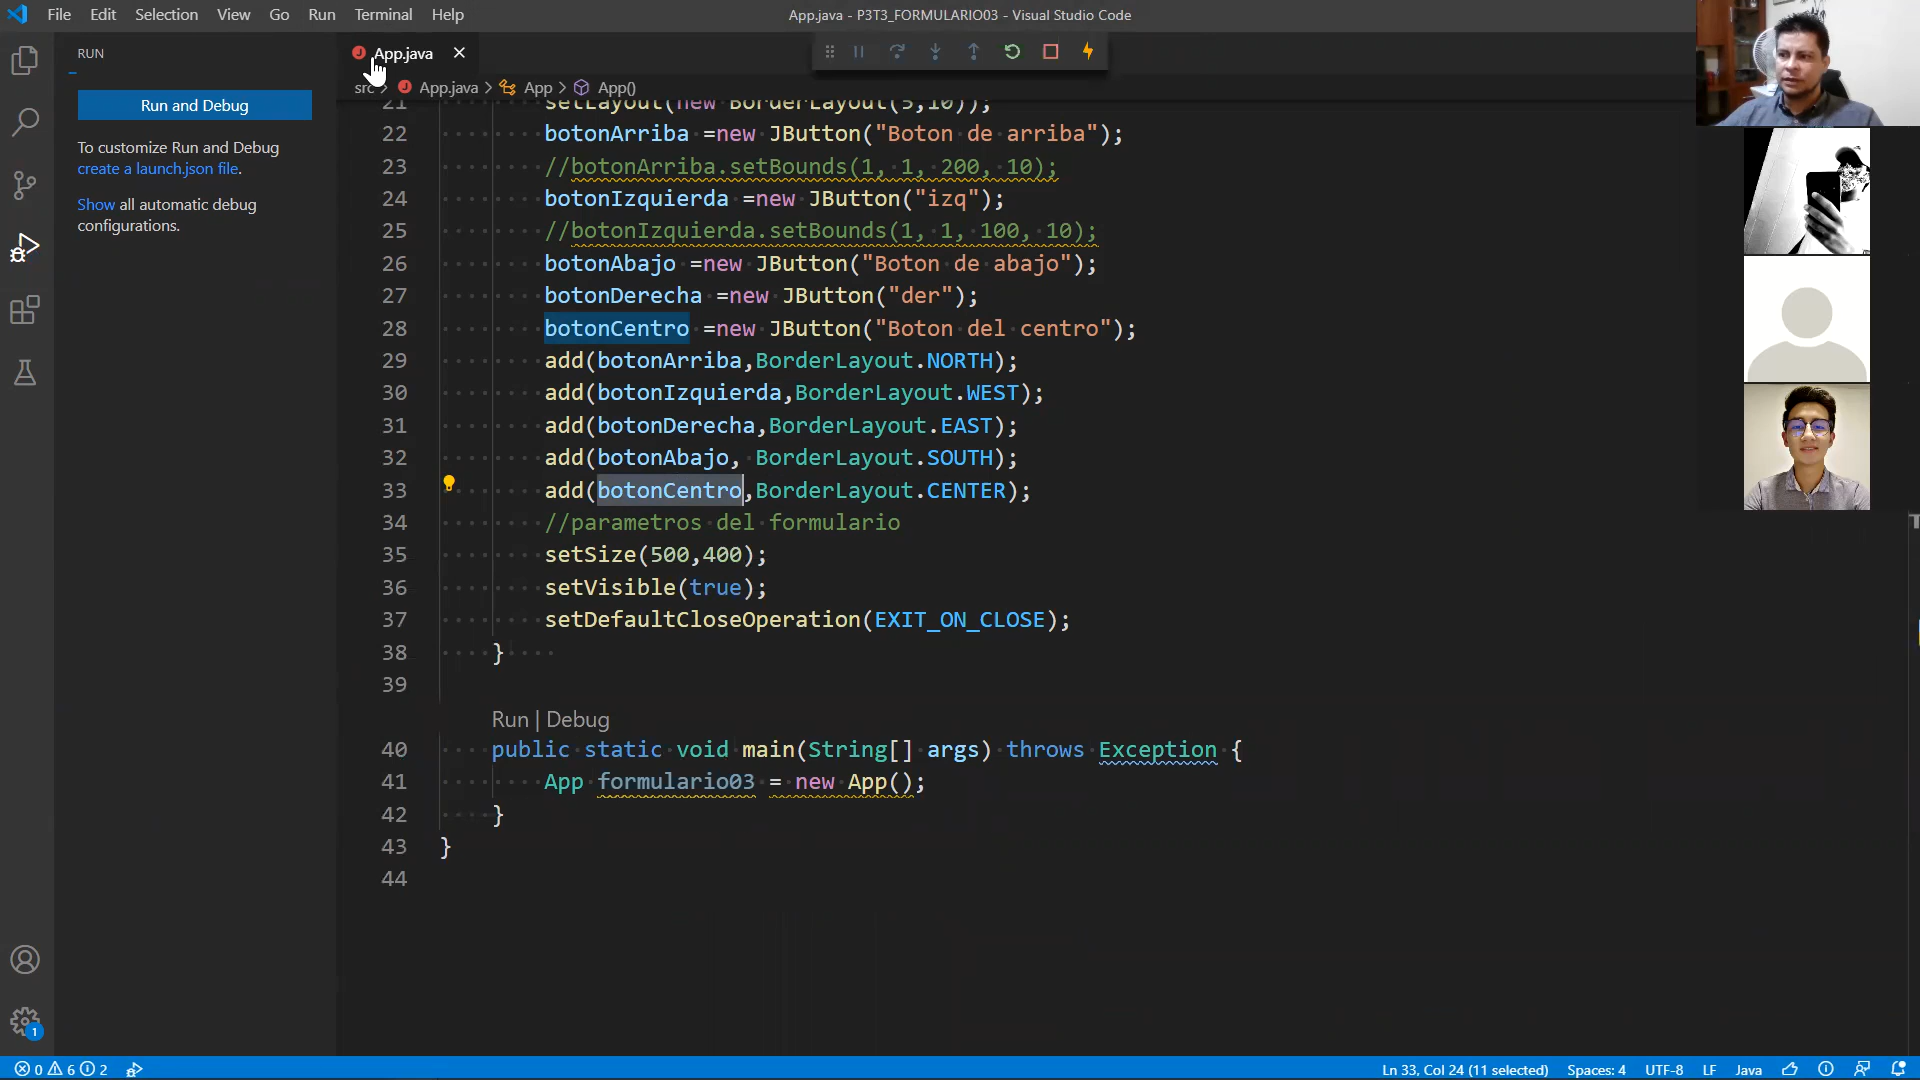 File Edit Selection View Go Run Terminal Help
App.java - P3T3_FORMULARIO03 - Visual Studio Code
RUN
App.java
Run and Debug
To customize Run and Debug
create a launch.json file.
Show all automatic debug
configurations.
src > App.java > App > App()
21 setLayout(new BorderLayout(5,10));
22 botonArriba =new JButton("Boton de arriba");
23 //botonArriba.setBounds(1, 1, 200, 10);
24 botonIzquierda =new JButton("izq");
25 //botonIzquierda.setBounds(1, 1, 100, 10);
26 botonAbajo =new JButton("Boton de abajo");
27 botonDerecha =new JButton("der");
28 botonCentro =new JButton("Boton del centro");
29 add(botonArriba,BorderLayout.NORTH);
30 add(botonIzquierda,BorderLayout.WEST);
31 add(botonDerecha,BorderLayout.EAST);
32 add(botonAbajo, BorderLayout.SOUTH);
33 add(botonCentro,BorderLayout.CENTER);
34 //parametros del formulario
35 setSize(500,400);
36 setVisible(true);
37 setDefaultCloseOperation(EXIT_ON_CLOSE);
38 }
39
Run | Debug
40 public static void main(String[] args) throws Exception {
41 App formulario03 = new App();
42 }
43 }
44
1
0 6 2
Ln 33, Col 24 (11 selected) Spaces: 4 UTF-8 LF Java